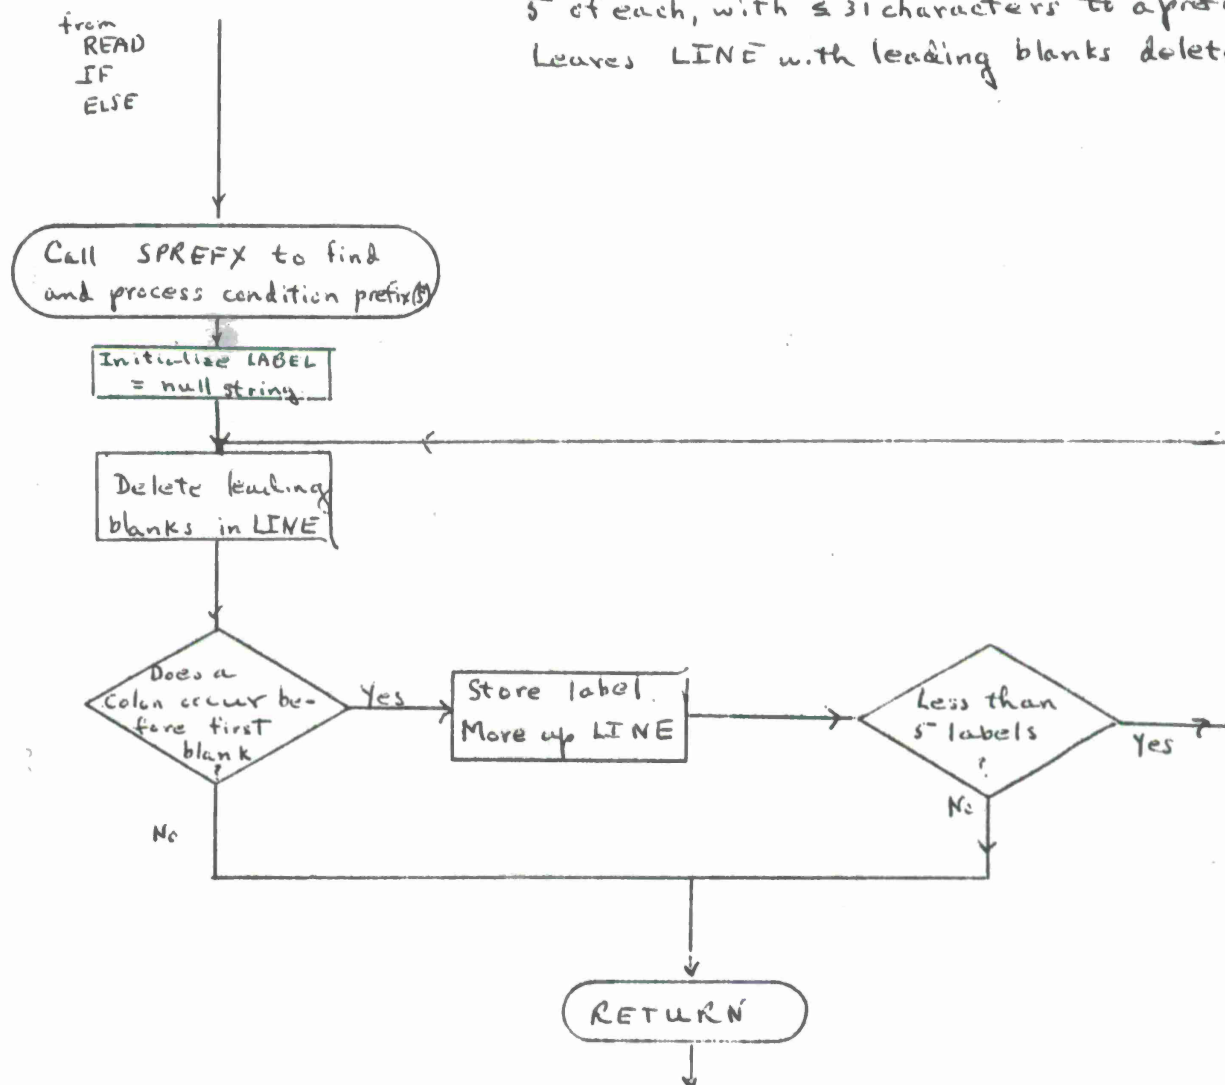 5 of each, with ≤ 31 characters to a
Leaves LINE with leading blanks
from
READ
IF
ELSE
Call SPREFX to find
and process condition prefix(s)
Initialize LABEL
= null string
Delete leading
blanks in LINE
Does a
Colon occur be-
fore first
blank
?
Yes
Store label.
Move up LINE
Less than
5 labels
?
Yes
No
No
RETURN